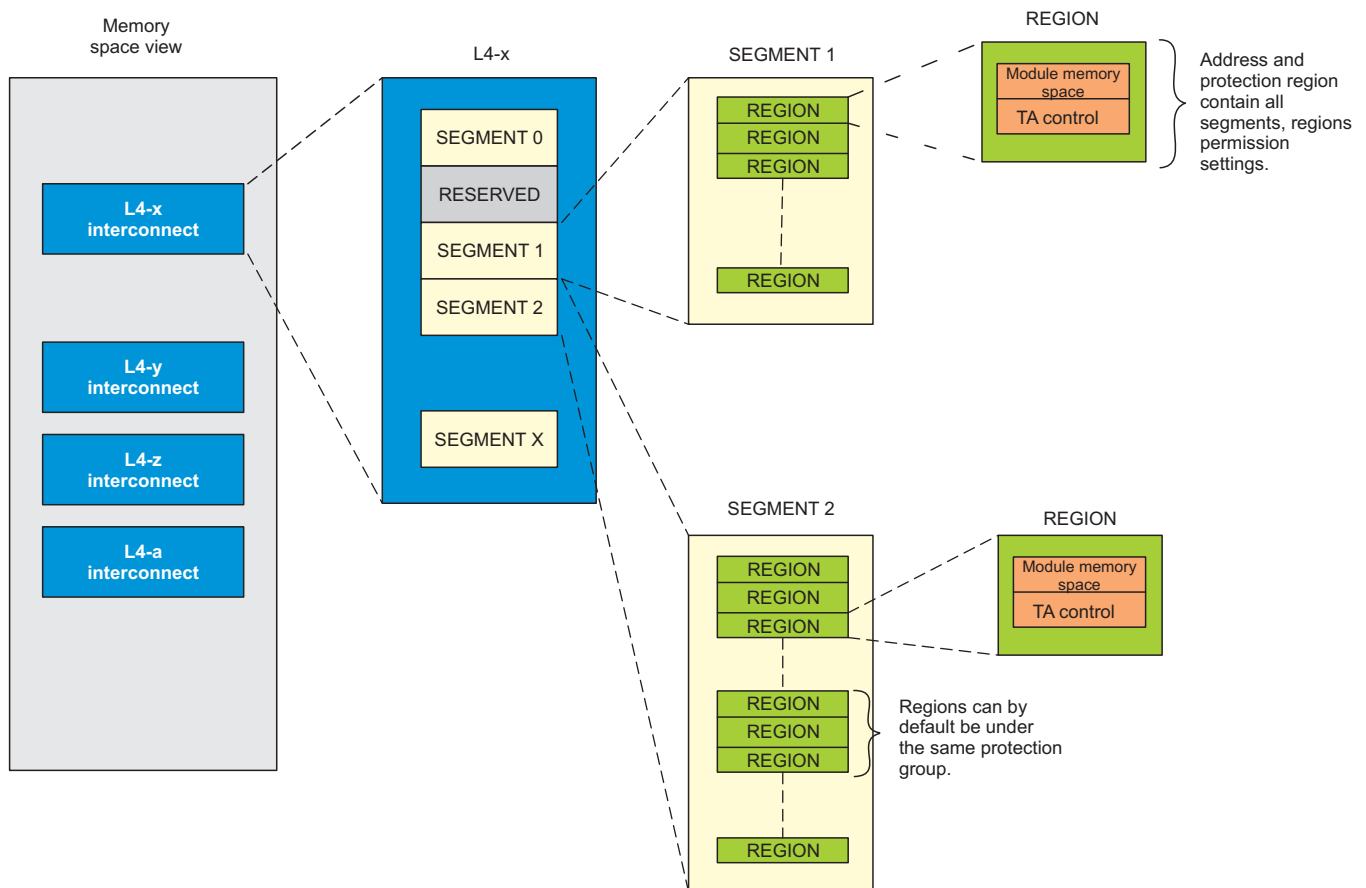 Memory
space view
L4-x
interconnect
L4-y
interconnect
L4-z
interconnect
L4-a
interconnect
L4-x
SEGMENT 0
RESERVED
SEGMENT 1
SEGMENT 2
SEGMENT X
SEGMENT 1
REGION
REGION
REGION
REGION
REGION
Module memory
space
TA control
Address and
protection region
contain all
segments, regions
permission
settings.
SEGMENT 2
REGION
REGION
REGION
REGION
REGION
REGION
REGION
REGION
Module memory
space
TA control
Regions can by
default be under
the same protection
group.